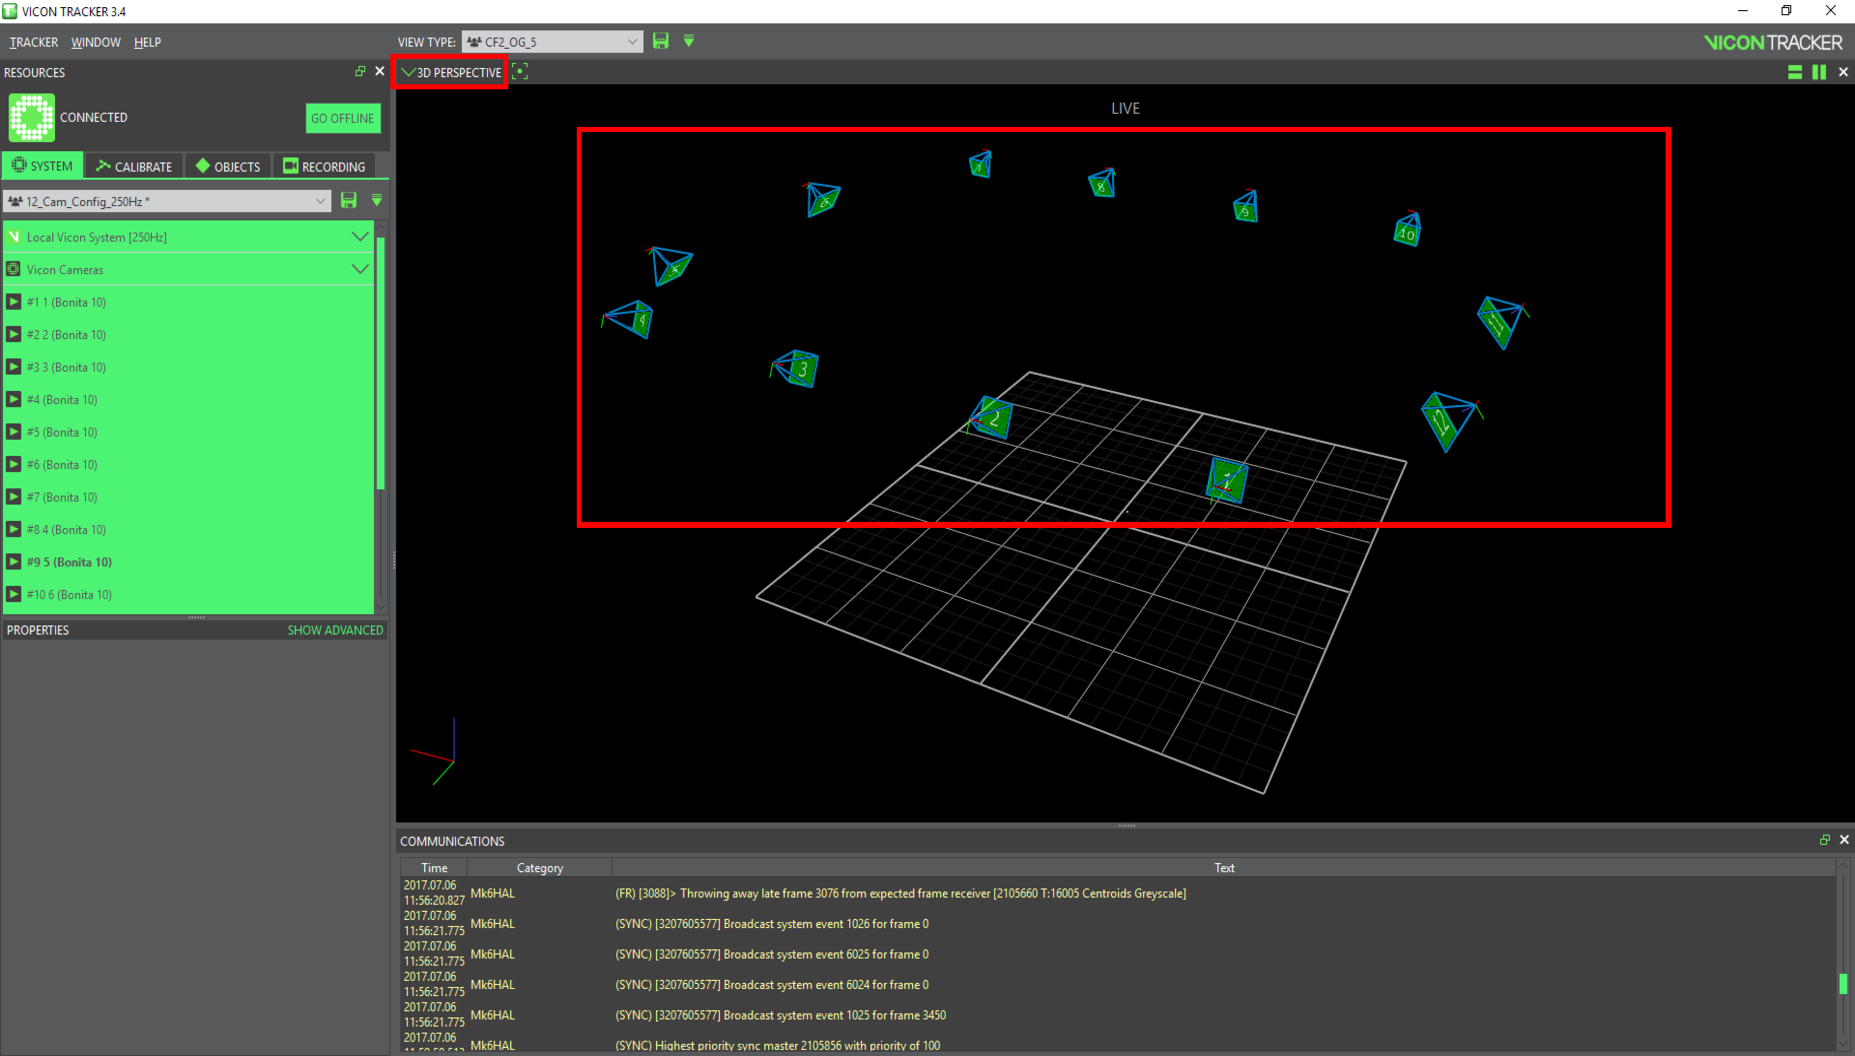 VICON TRACKER 3.4
TRACKER WINDOW HELP
VIEW TYPE: CF2_OG_5
VICON TRACKER
RESOURCES
3D PERSPECTIVE
CONNECTED
GO OFFLINE
LIVE
SYSTEM CALIBRATE OBJECTS RECORDING
12_Cam_Config_250Hz *
Local Vicon System [250Hz]
Vicon Cameras
#1 1 (Bonita 10)
#2 2 (Bonita 10)
#3 3 (Bonita 10)
#4 (Bonita 10)
#5 (Bonita 10)
#6 (Bonita 10)
#7 (Bonita 10)
#8 4 (Bonita 10)
#9 5 (Bonita 10)
#10 6 (Bonita 10)
PROPERTIES
SHOW ADVANCED
8
9
10
4
3
11
2
12
COMMUNICATIONS
Time Category Text
2017.07.06
11:56:20.827 Mk6HAL (FR) [3088]> Throwing away late frame 3076 from expected frame receiver [2105660 T:16005 Centroids Greyscale]
2017.07.06
11:56:21.775 Mk6HAL (SYNC) [3207605577] Broadcast system event 1026 for frame 0
2017.07.06
11:56:21.775 Mk6HAL (SYNC) [3207605577] Broadcast system event 6025 for frame 0
2017.07.06
11:56:21.775 Mk6HAL (SYNC) [3207605577] Broadcast system event 6024 for frame 0
2017.07.06
11:56:21.775 Mk6HAL (SYNC) [3207605577] Broadcast system event 1025 for frame 3450
2017.07.06
Mk6HAL (SYNC) Highest priority sync master 2105856 with priority of 100